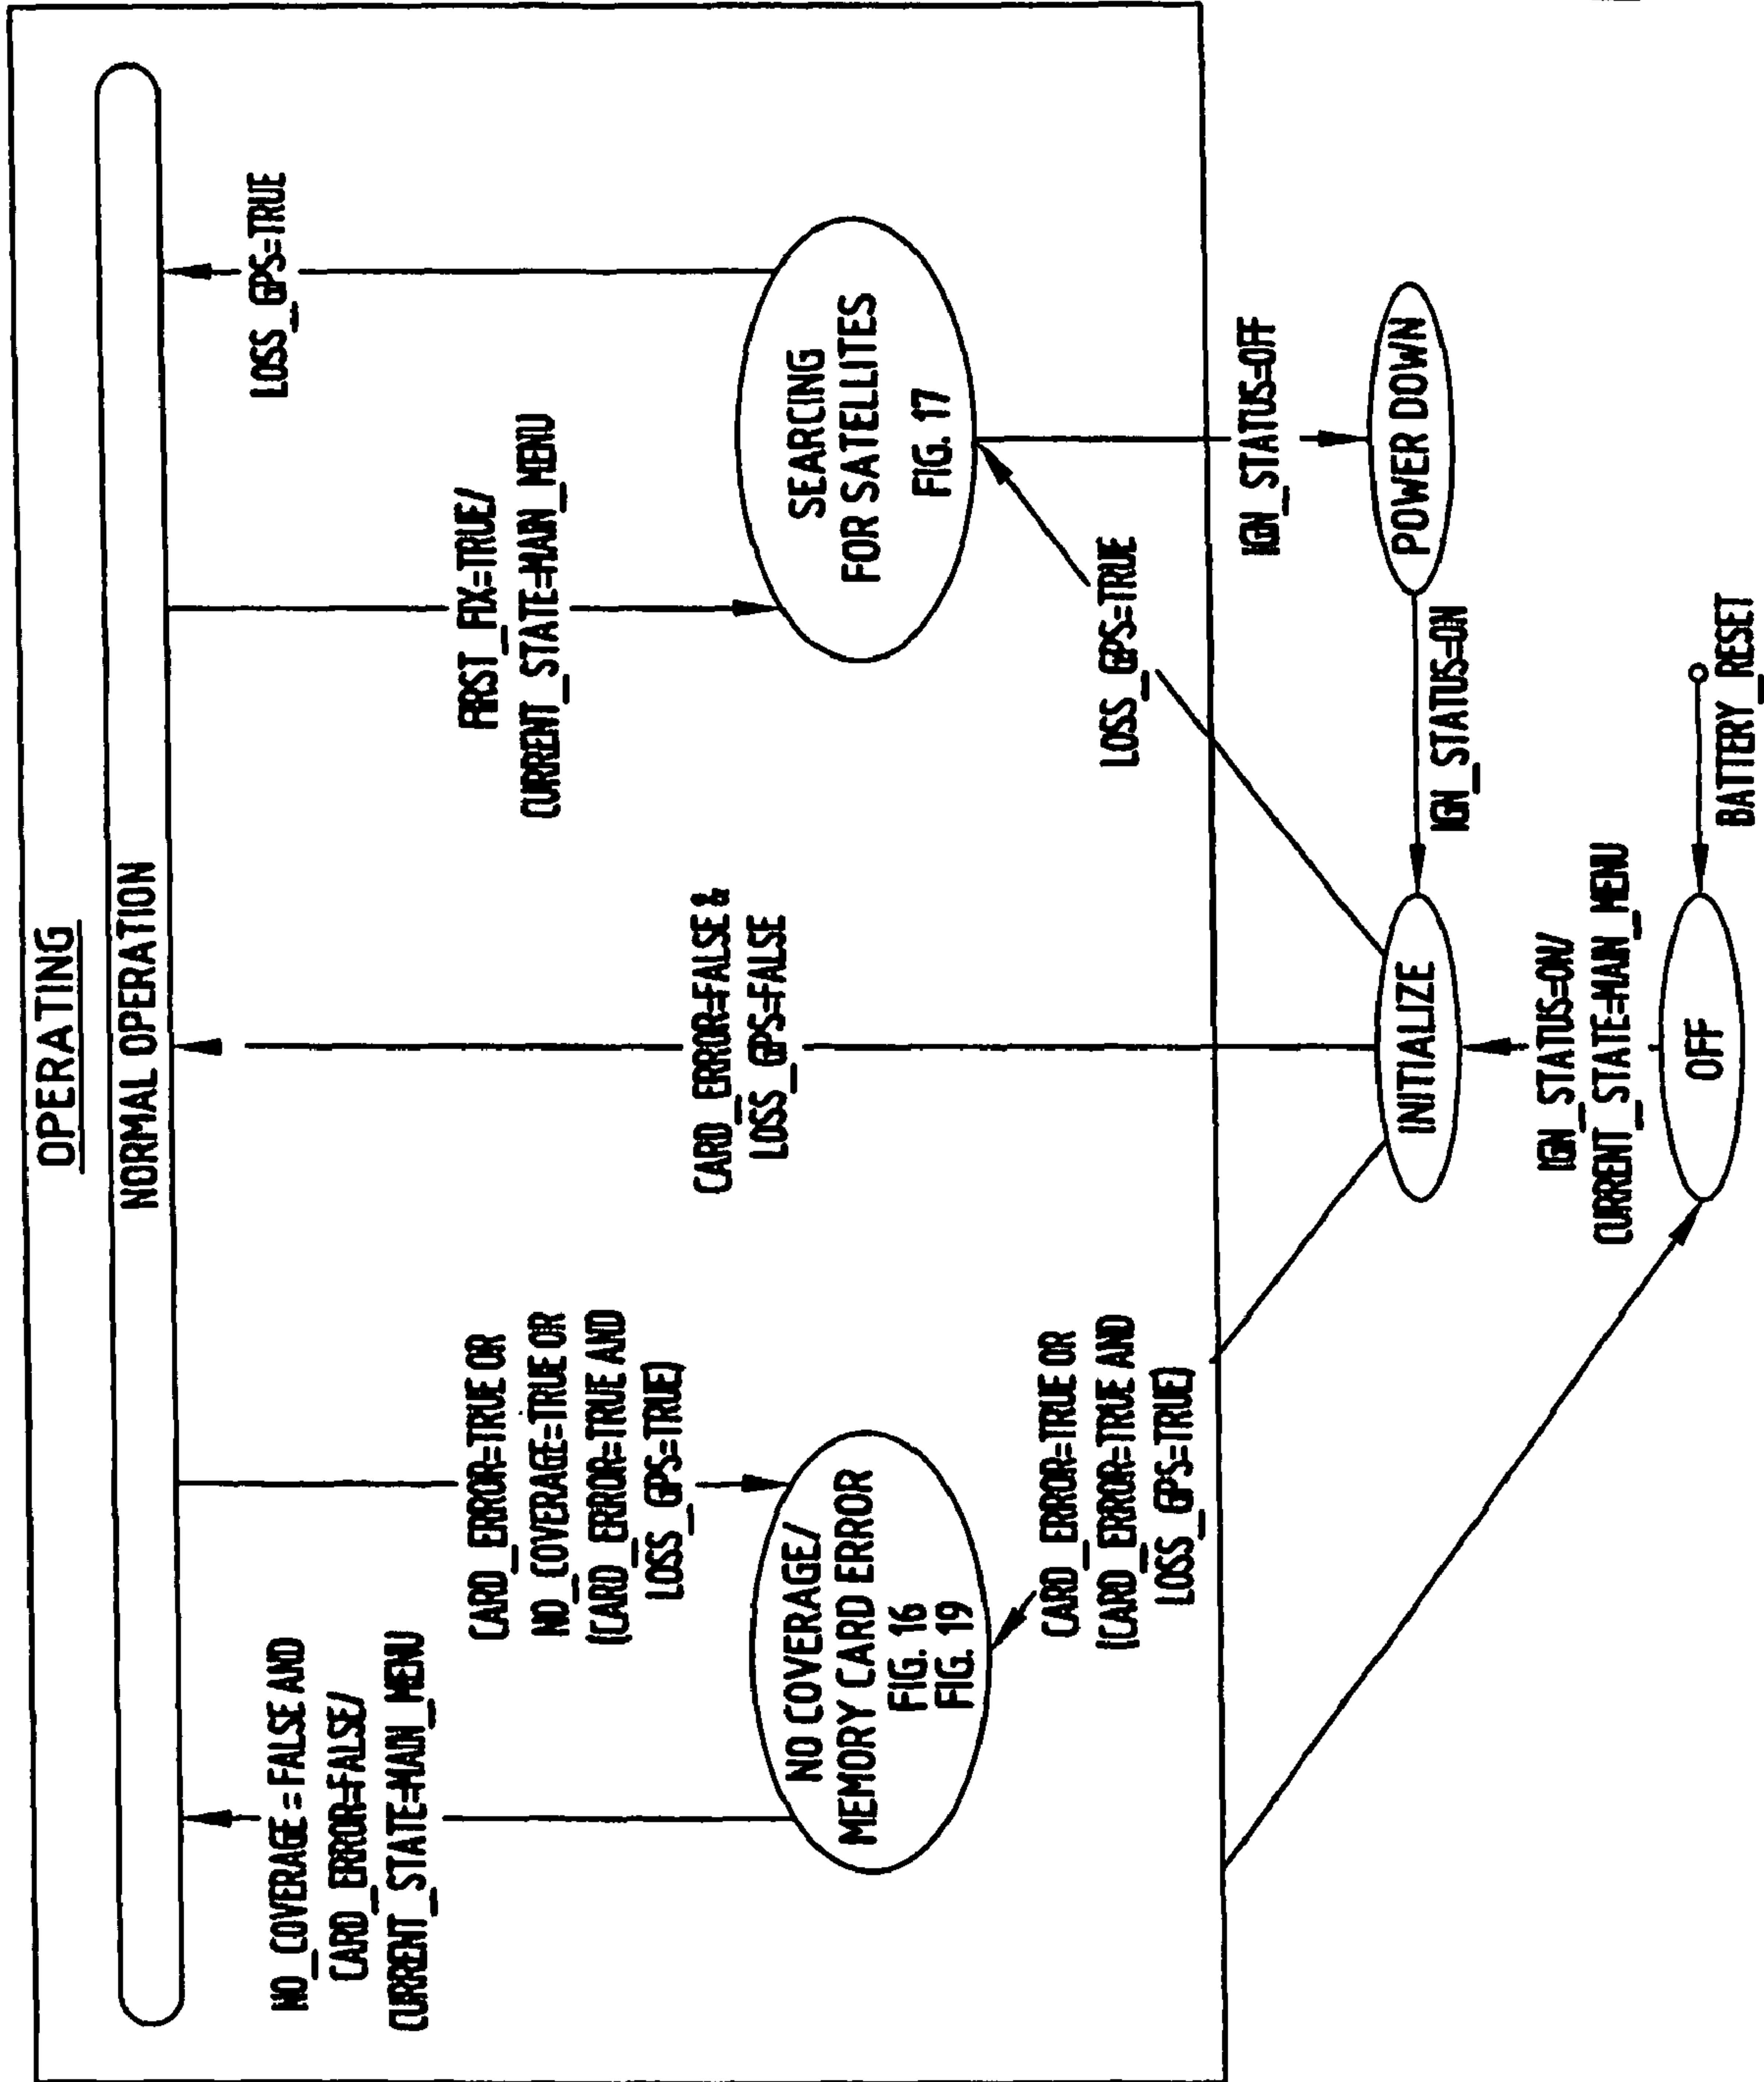 OPERATING
NORMAL OPERATION
NO_COVERAGE = FALSE AND
CARD_ERROR=FALSE/
CURRENT_STATE=MAIN_MENU
CARD_ERROR=TRUE OR
NO_COVERAGE=TRUE OR
(CARD_ERROR=TRUE AND
LOSS_GPS=TRUE)
CARD_ERROR=FALSE &
LOSS_GPS=FALSE
FIRST_FIX=TRUE/
CURRENT_STATE=MAIN_MENU
LOSS_GPS=TRUE
NO COVERAGE/
MEMORY CARD ERROR
FIG. 16
FIG. 19
SEARCING
FOR SATELLITES
FIG. 17
CARD_ERROR=TRUE OR
(CARD_ERROR=TRUE AND
LOSS_GPS=TRUE)
LOSS_GPS=TRUE
IGN_STATUS=OFF
INITIALIZE
IGN_STATUS=ON
POWER DOWN
IGN_STATUS=ON/
CURRENT_STATE=MAIN_MENU
OFF
BATTERY_RESET